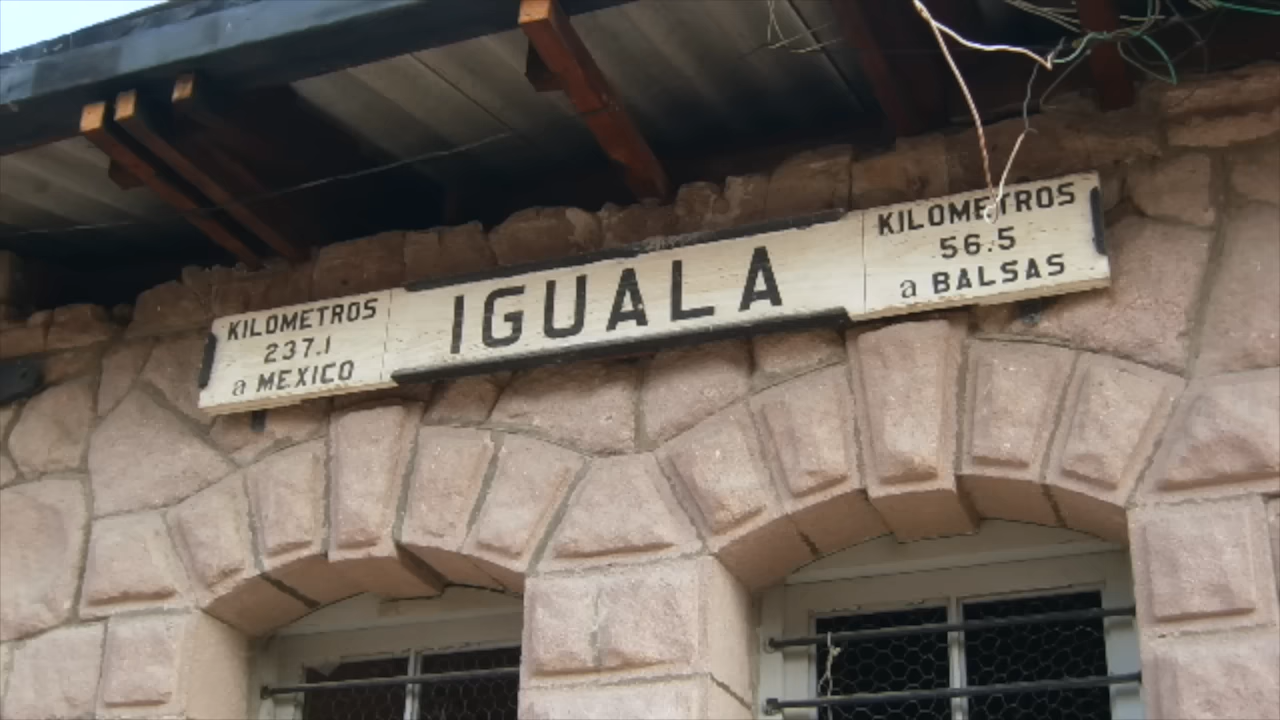 KILOMETROS
237.1
a MEXICO
IGUALA
KILOMETROS
56.5
a BALSAS